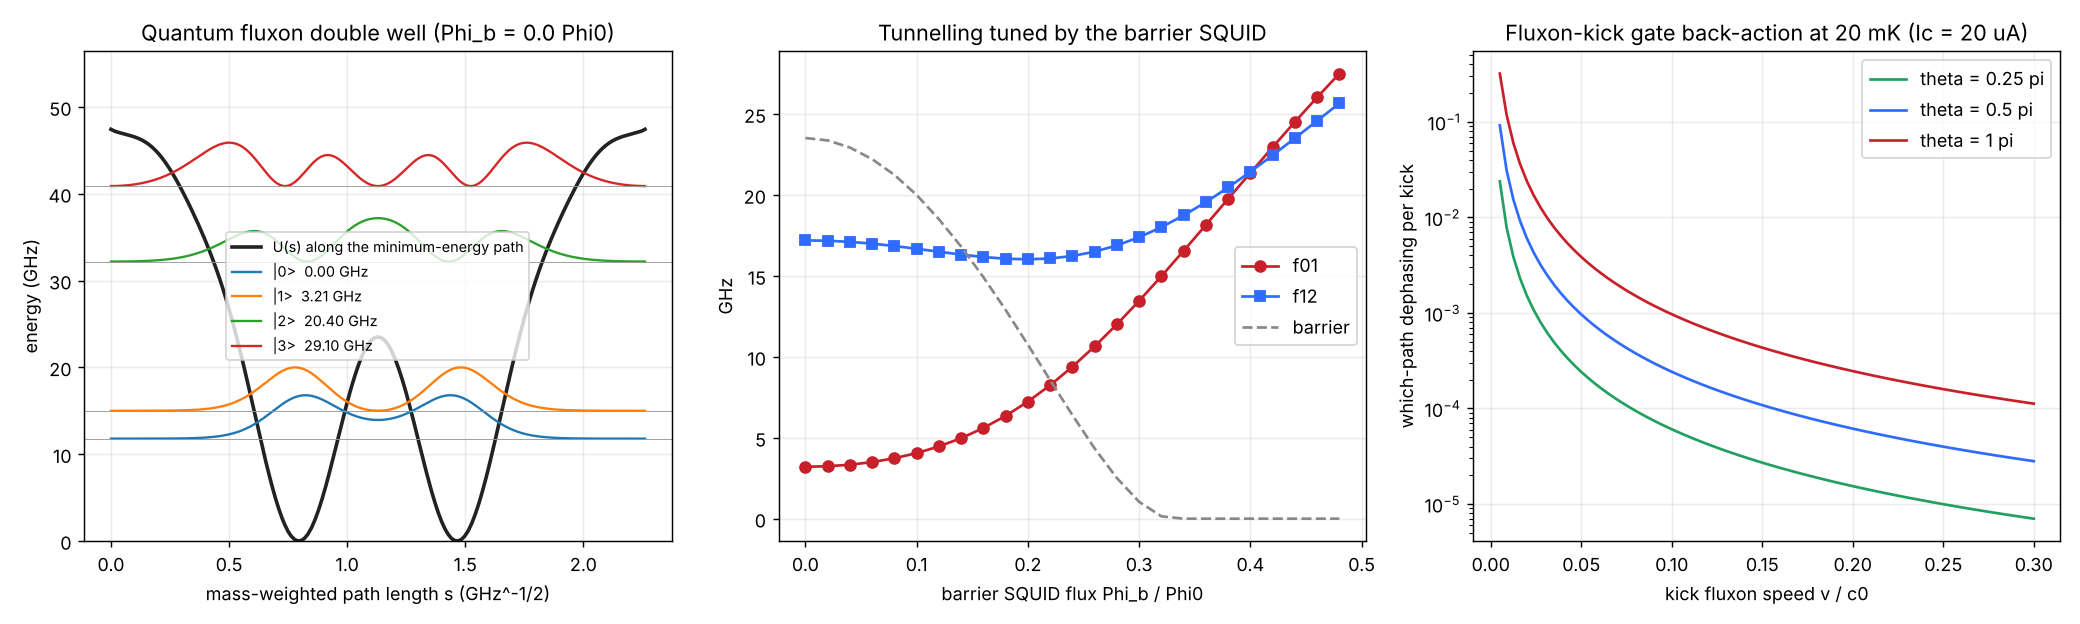 Quantum fluxon double well (Phi_b = 0.0 Phi0)
energy (GHz)
50
40
30
20
10
0
U(s) along the minimum-energy path
|0>  0.00 GHz
|1>  3.21 GHz
|2>  20.40 GHz
|3>  29.10 GHz
0.0 0.5 1.0 1.5 2.0
mass-weighted path length s (GHz^-1/2)
Tunnelling tuned by the barrier SQUID
GHz
25
20
15
10
5
0
f01
f12
barrier
0.0 0.1 0.2 0.3 0.4 0.5
barrier SQUID flux Phi_b / Phi0
Fluxon-kick gate back-action at 20 mK (Ic = 20 uA)
which-path dephasing per kick
10⁻¹
10⁻²
10⁻³
10⁻⁴
10⁻⁵
theta = 0.25 pi
theta = 0.5 pi
theta = 1 pi
0.00 0.05 0.10 0.15 0.20 0.25 0.30
kick fluxon speed v / c0